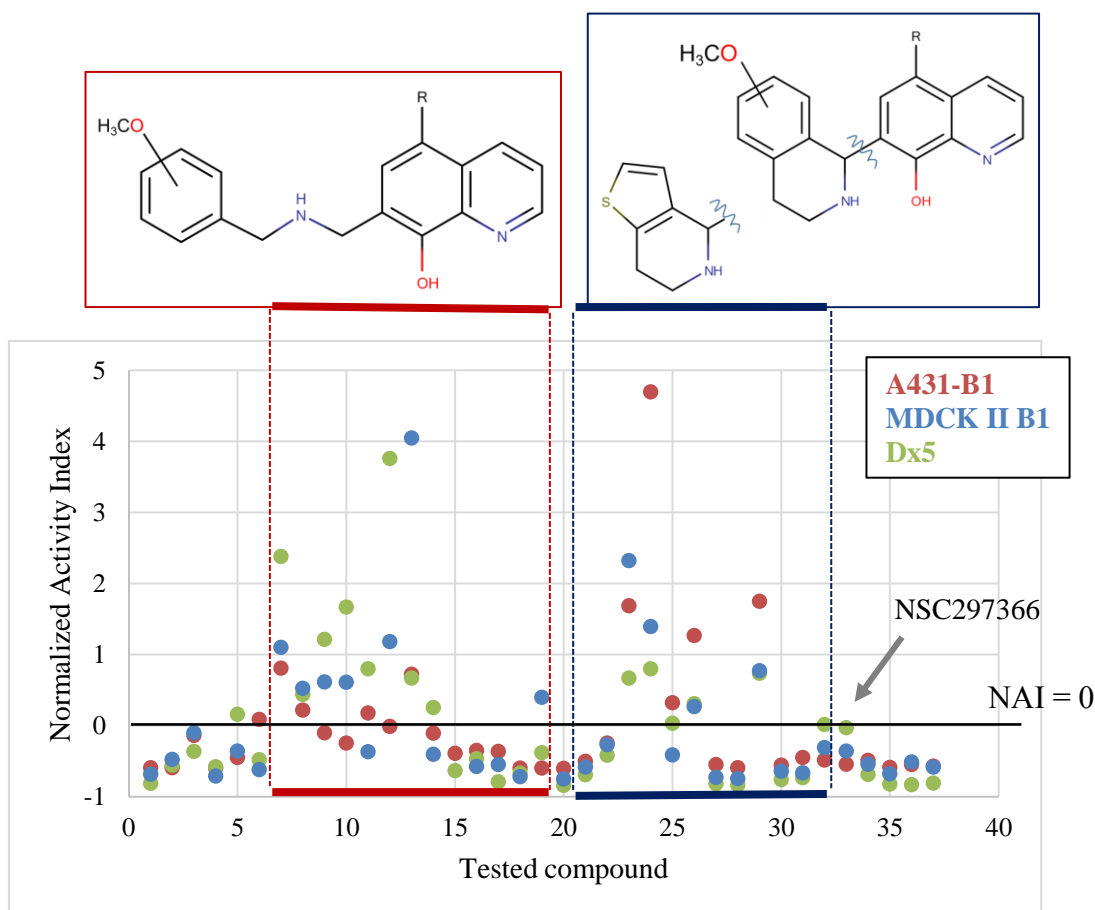 R
H₃CO
H
N
N
OH
R
H₃CO
N
NH
OH
S
NH
Normalized Activity Index
5
4
3
2
1
0
-1
A431-B1
MDCK II B1
Dx5
NSC297366
NAI = 0
0 5 10 15 20 25 30 35 40
Tested compound